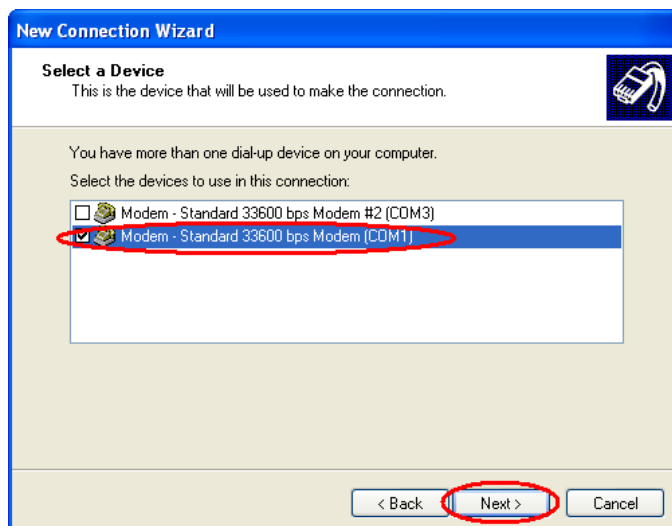 New Connection Wizard
Select a Device
This is the device that will be used to make the connection.
You have more than one dial-up device on your computer.
Select the devices to use in this connection:
Modem - Standard 33600 bps Modem #2 (COM3)
Modem - Standard 33600 bps Modem (COM1)
< Back Next > Cancel